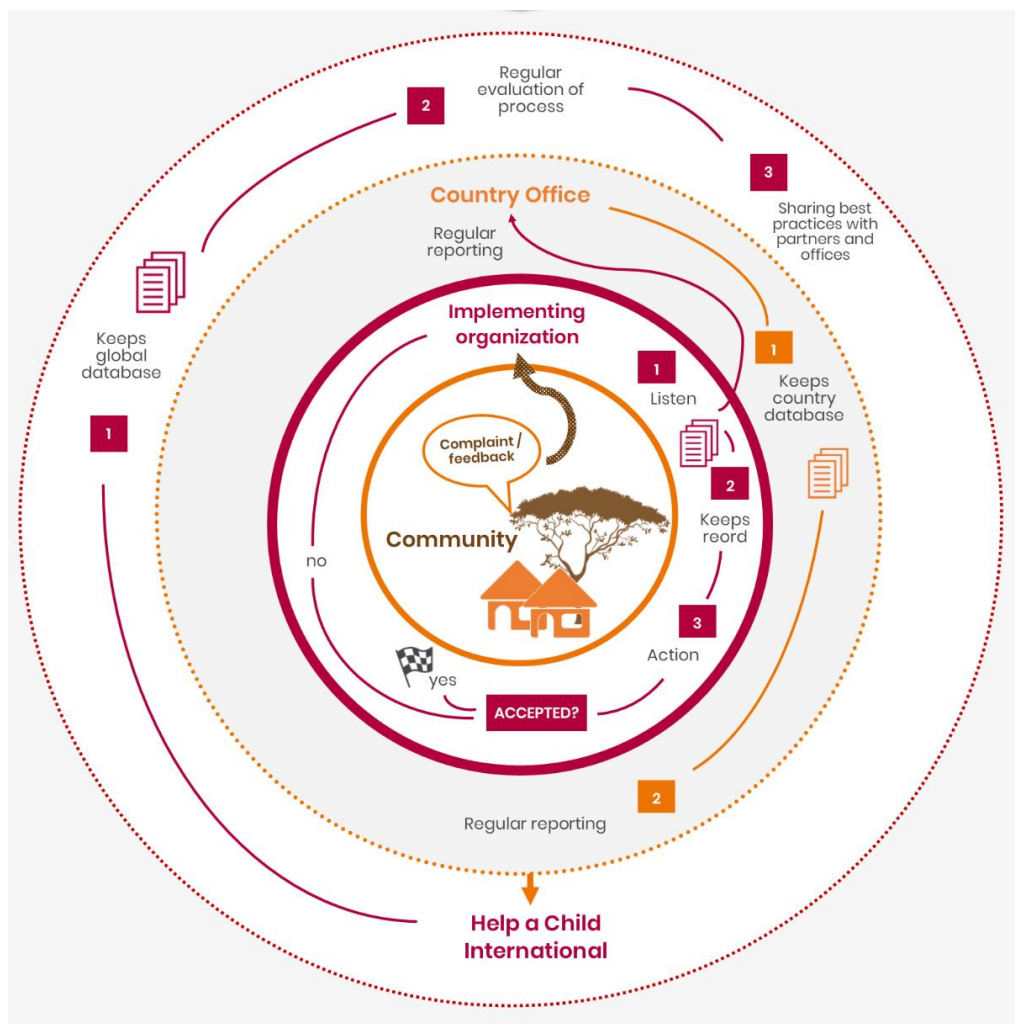 2
Regular
evaluation of
process
3
Sharing best
practices with
partners and
offices
Country Office
Regular
reporting
Keeps
global
database
1
Implementing
organization
1
Listen
1
Keeps
country
database
Complaint /
feedback
2
Keeps
reord
Community
no
3
Action
yes
ACCEPTED?
2
Regular reporting
Help a Child
International